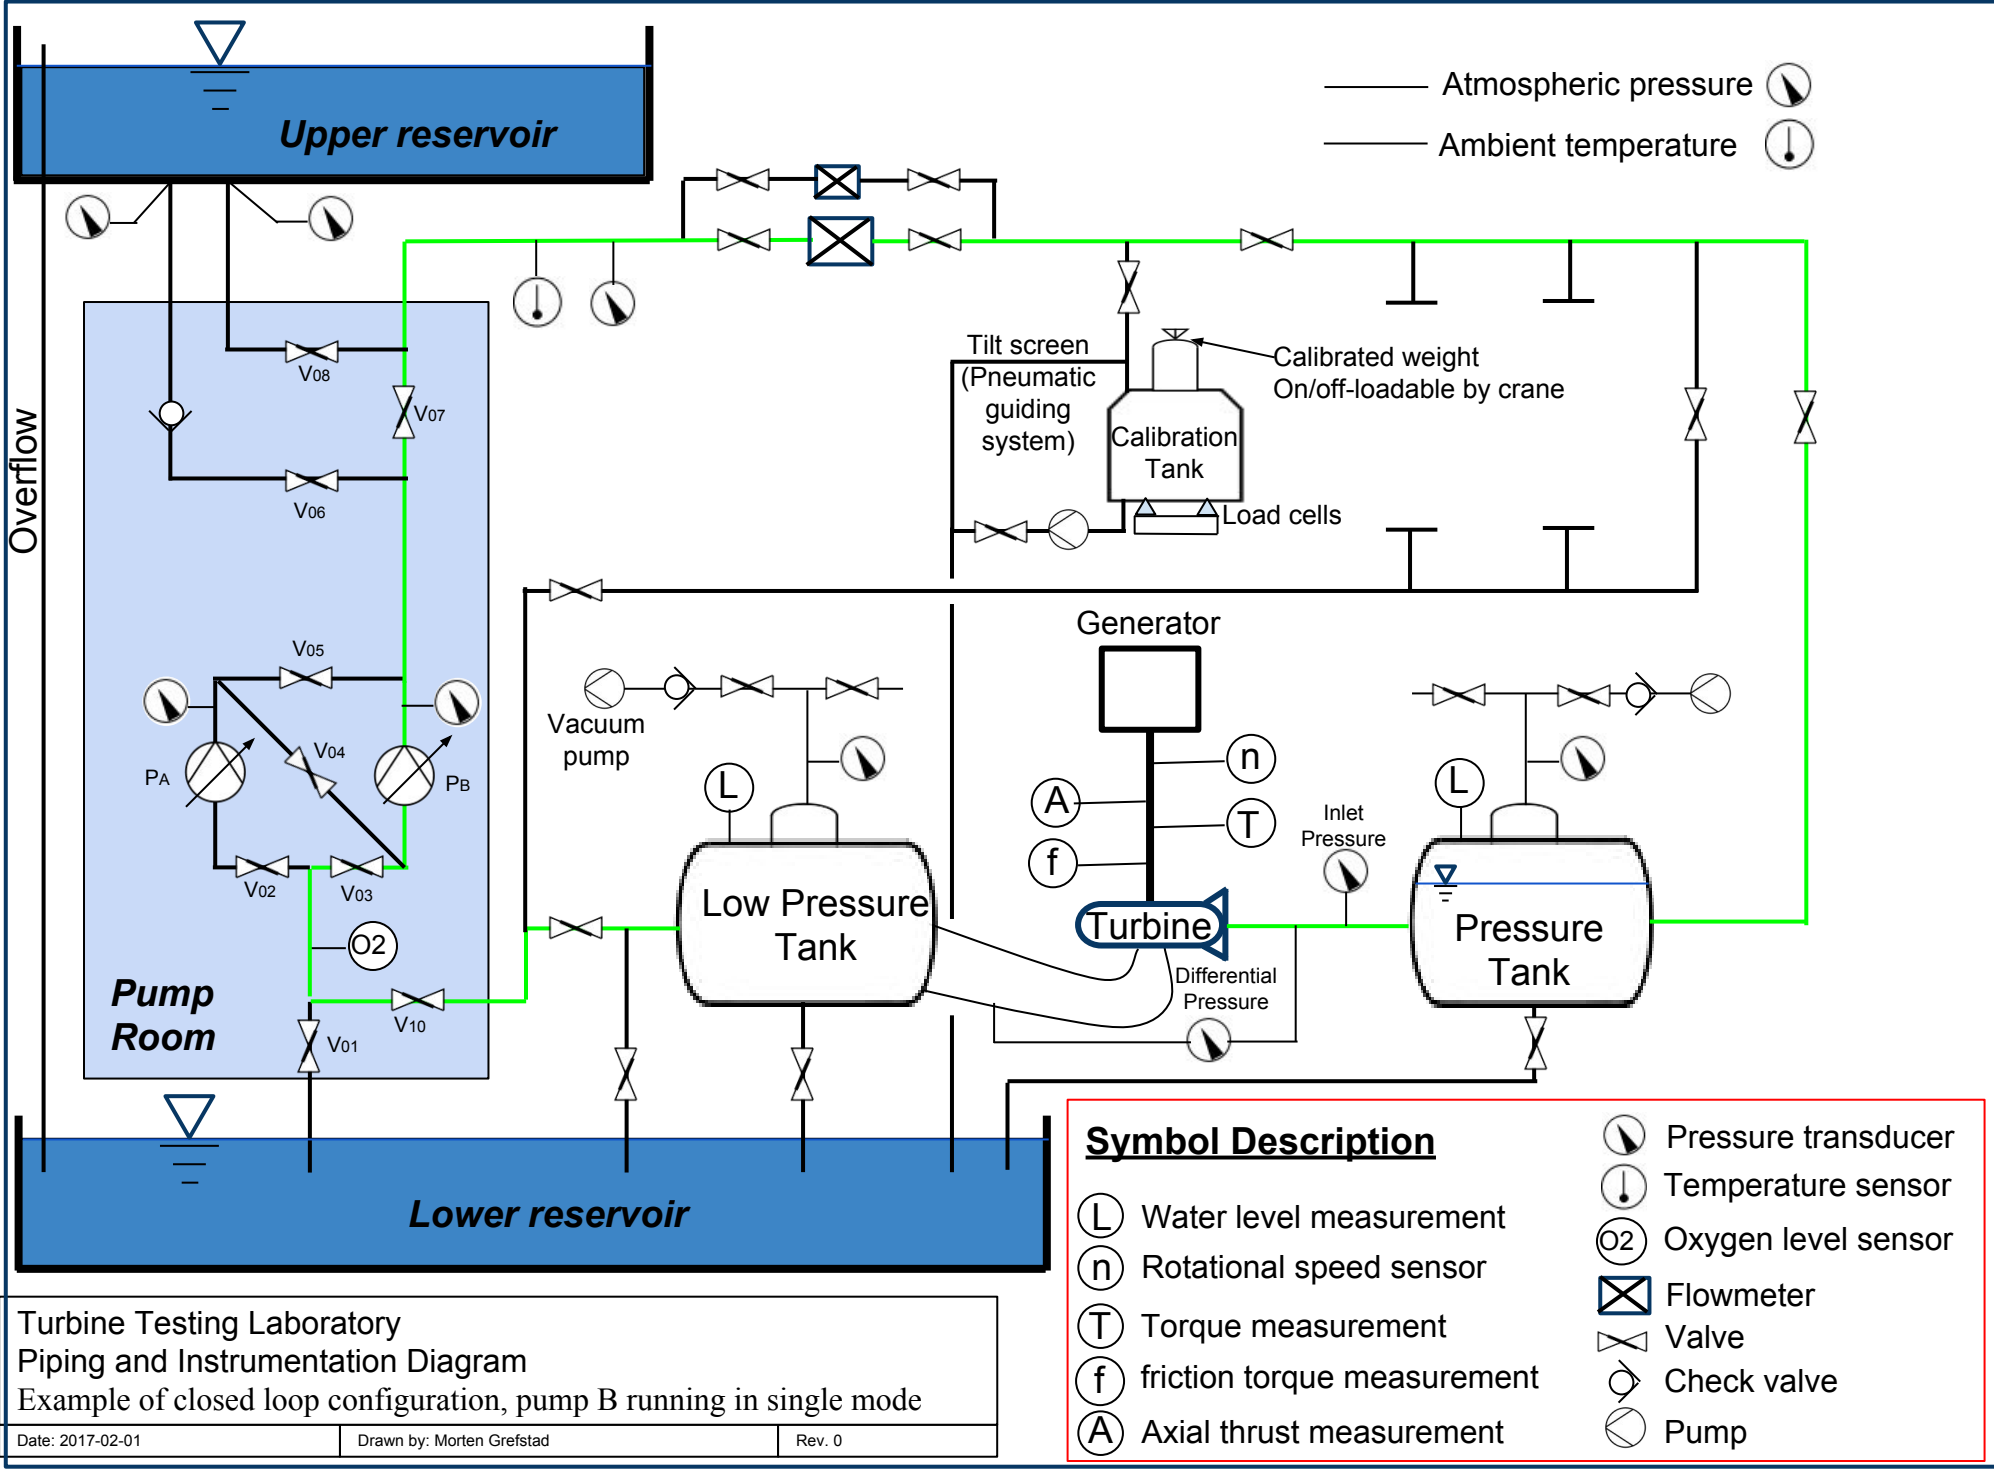 Upper reservoir
Atmospheric pressure
Ambient temperature
Overflow
V08
V07
V06
Tilt screen
(Pneumatic
guiding
system)
Calibrated weight
On/off-loadable by crane
Calibration
Tank
Load cells
V05
V04
PA
PB
V02
V03
O2
V10
V01
Pump
Room
Vacuum
pump
L
Low Pressure
Tank
Generator
n
A
T
f
Turbine
Inlet
Pressure
Differential
Pressure
L
Pressure
Tank
Lower reservoir
Symbol Description
L Water level measurement
n Rotational speed sensor
T Torque measurement
f friction torque measurement
A Axial thrust measurement
Pressure transducer
Temperature sensor
O2 Oxygen level sensor
Flowmeter
Valve
Check valve
Pump
Turbine Testing Laboratory
Piping and Instrumentation Diagram
Example of closed loop configuration, pump B running in single mode
Date: 2017-02-01
Drawn by: Morten Grefstad
Rev. 0